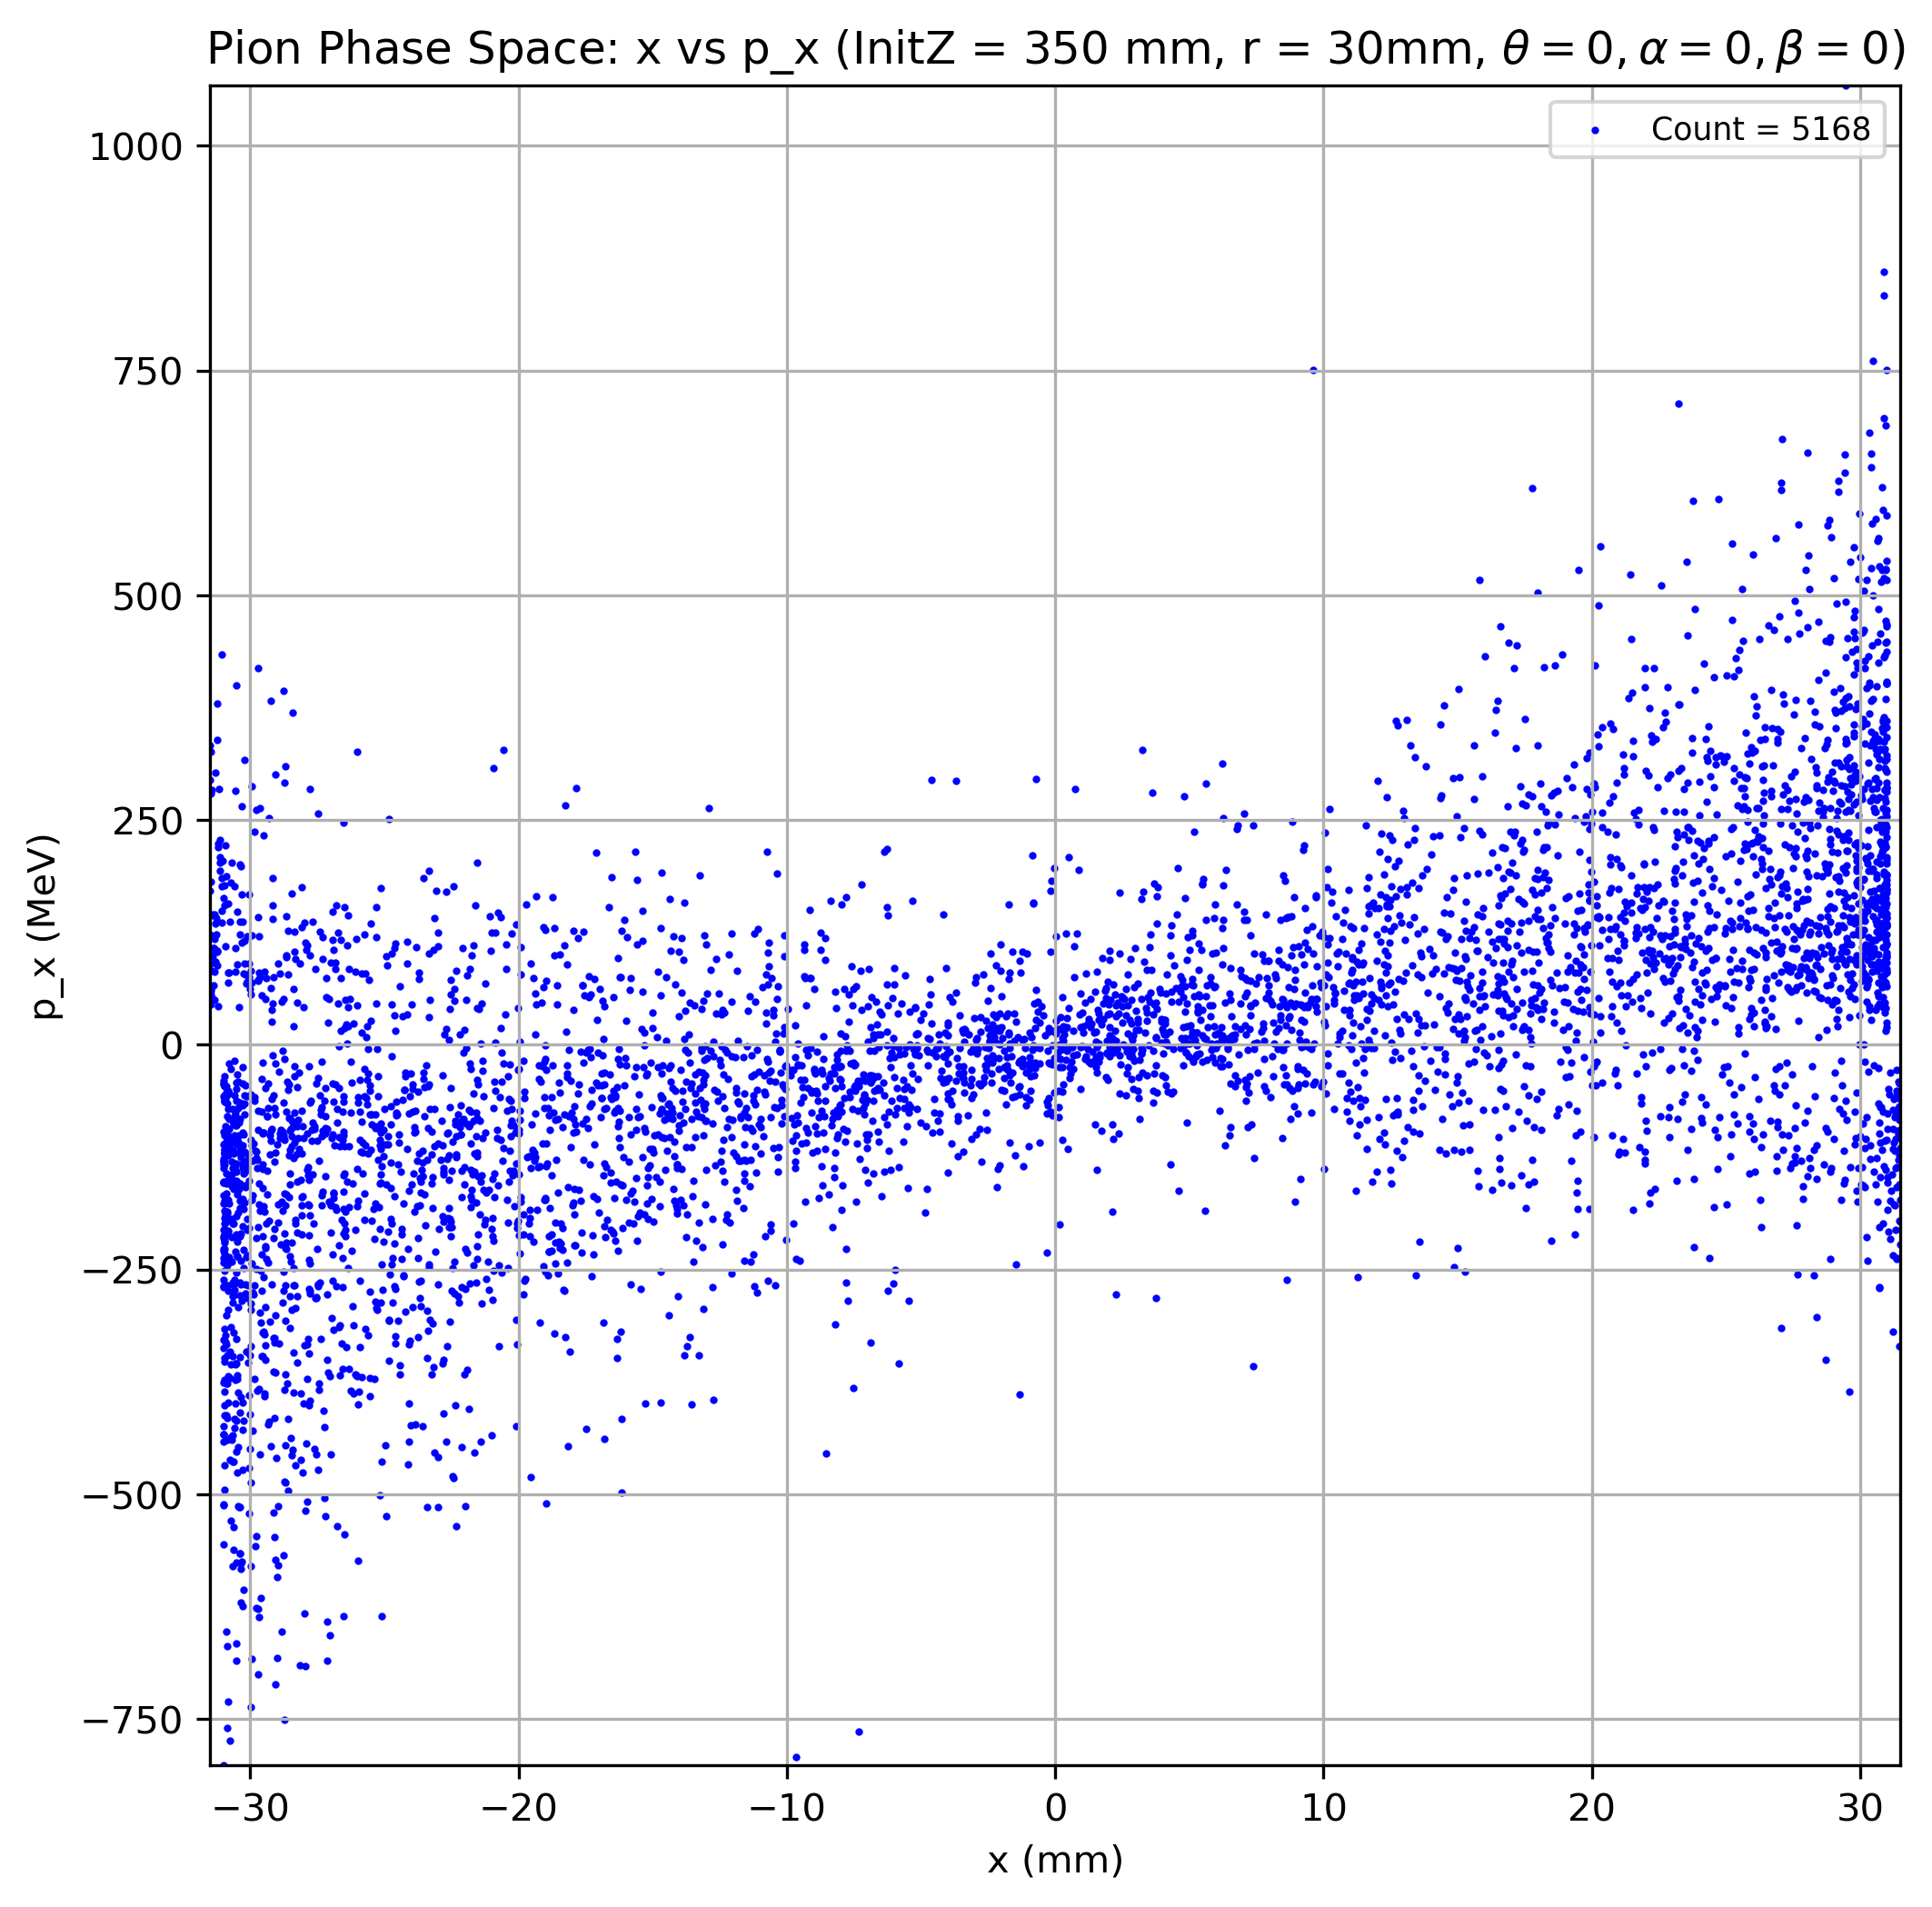 Pion Phase Space: x vs p_x (InitZ = 350 mm, r = 30mm, θ = 0, α = 0, β = 0)
Count = 5168
1000
750
500
250
0
−250
−500
−750
p_x (MeV)
−30 −20 −10 0 10 20 30
x (mm)